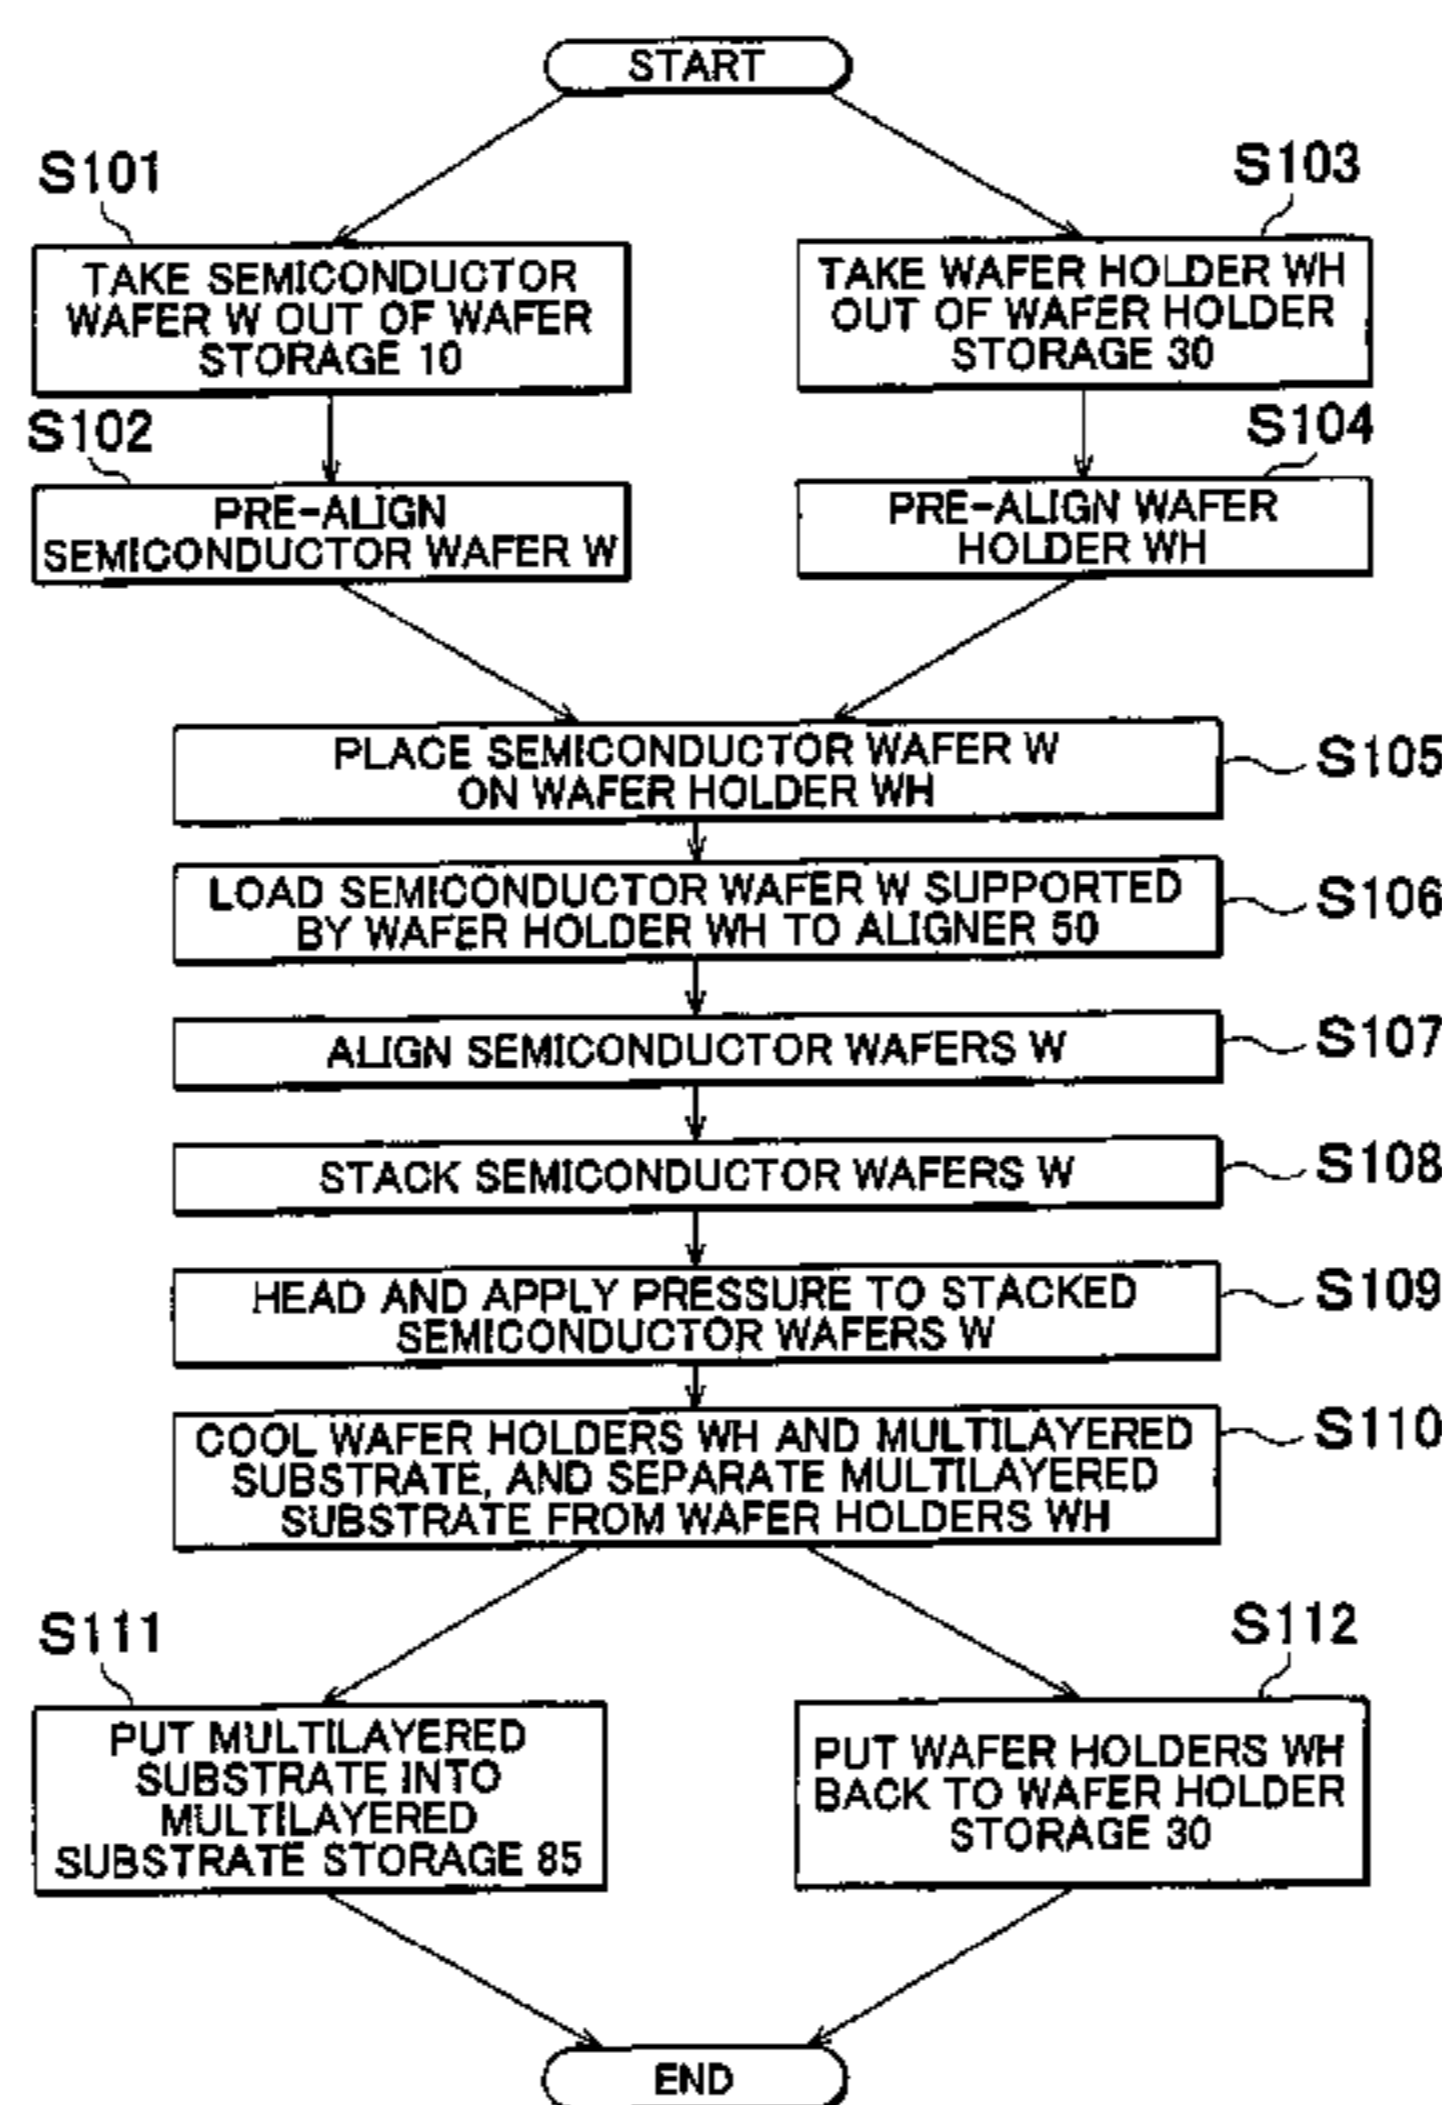 START
S101
TAKE SEMICONDUCTOR
WAFER W OUT OF WAFER
STORAGE 10
S103
TAKE WAFER HOLDER WH
OUT OF WAFER HOLDER
STORAGE 30
S102
PRE-ALIGN
SEMICONDUCTOR WAFER W
S104
PRE-ALIGN WAFER
HOLDER WH
PLACE SEMICONDUCTOR WAFER W
ON WAFER HOLDER WH
S105
LOAD SEMICONDUCTOR WAFER W SUPPORTED
BY WAFER HOLDER WH TO ALIGNER 50
S106
ALIGN SEMICONDUCTOR WAFERS W
S107
STACK SEMICONDUCTOR WAFERS W
S108
HEAD AND APPLY PRESSURE TO STACKED
SEMICONDUCTOR WAFERS W
S109
COOL WAFER HOLDERS WH AND MULTILAYERED
SUBSTRATE, AND SEPARATE MULTILAYERED
SUBSTRATE FROM WAFER HOLDERS WH
S110
S111
PUT MULTILAYERED
SUBSTRATE INTO
MULTILAYERED
SUBSTRATE STORAGE 85
S112
PUT WAFER HOLDERS WH
BACK TO WAFER HOLDER
STORAGE 30
END